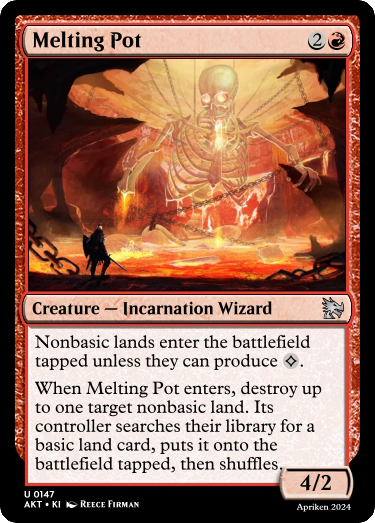 Melting Pot 2
Creature — Incarnation Wizard
Nonbasic lands enter the battlefield
tapped unless they can produce .
When Melting Pot enters, destroy up
to one target nonbasic land. Its
controller searches their library for a
basic land card, puts it onto the
battlefield tapped, then shuffles.
4/2
U 0147
AKT • KI Reece Firman
Apriken 2024